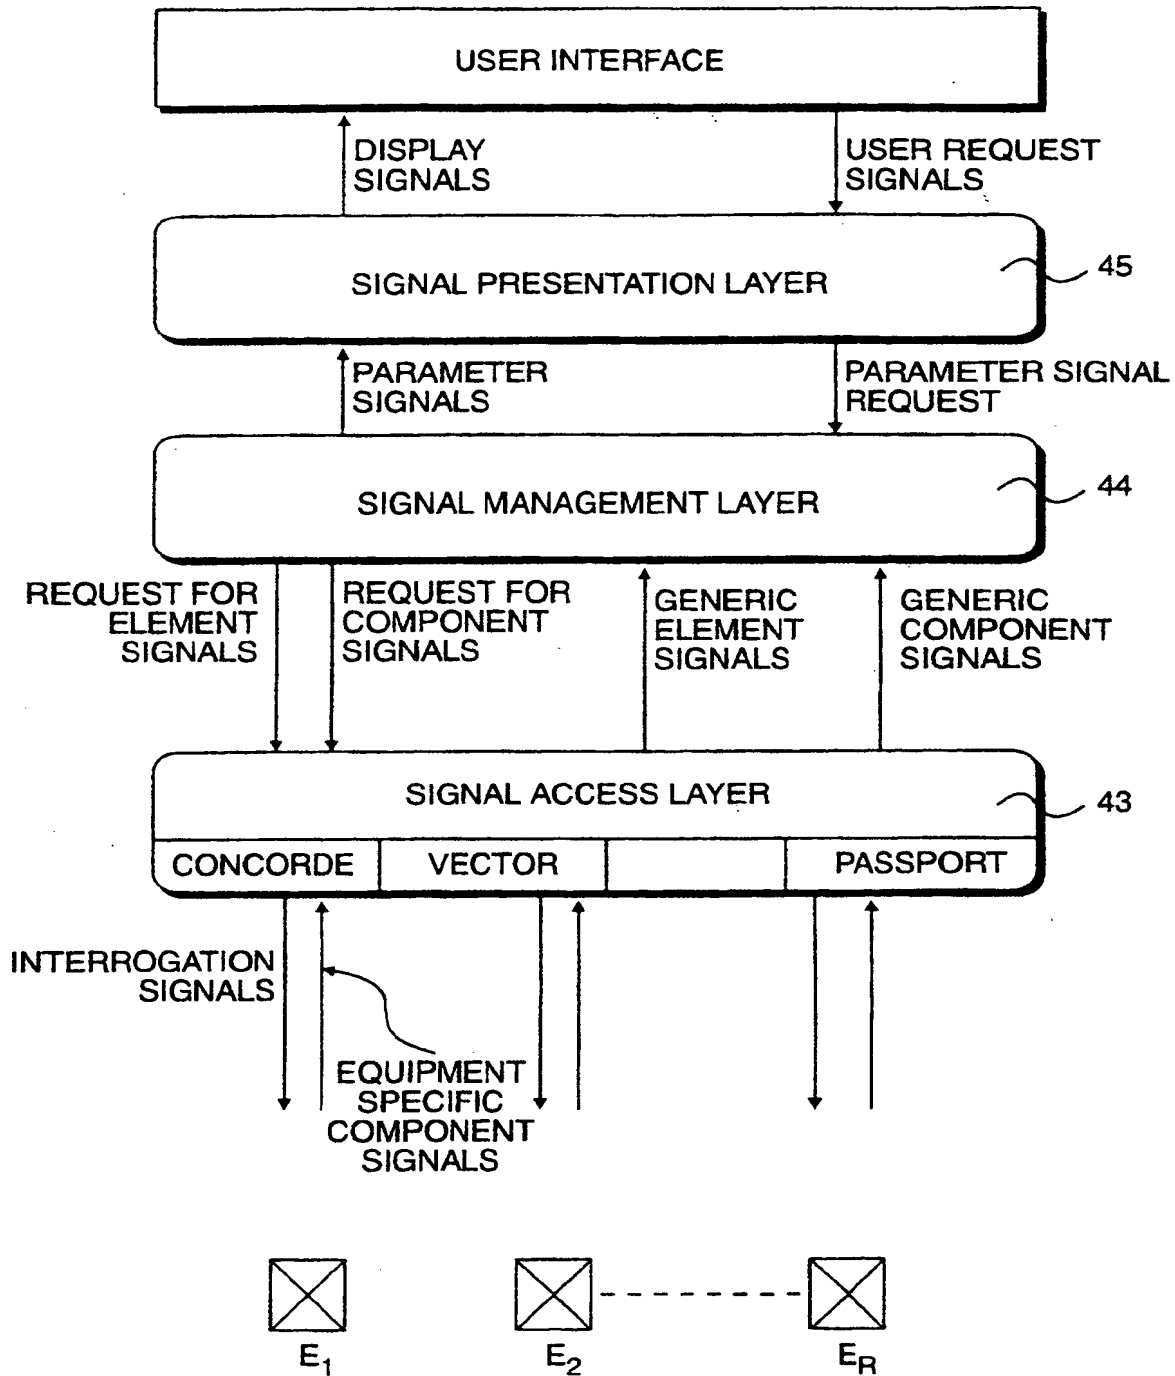 USER INTERFACE
DISPLAY
SIGNALS
USER REQUEST
SIGNALS
SIGNAL PRESENTATION LAYER
45
PARAMETER
SIGNALS
PARAMETER SIGNAL
REQUEST
SIGNAL MANAGEMENT LAYER
44
REQUEST FOR
ELEMENT
SIGNALS
REQUEST FOR
COMPONENT
SIGNALS
GENERIC
ELEMENT
SIGNALS
GENERIC
COMPONENT
SIGNALS
SIGNAL ACCESS LAYER
43
CONCORDE
VECTOR
PASSPORT
INTERROGATION
SIGNALS
EQUIPMENT
SPECIFIC
COMPONENT
SIGNALS
E1
E2
ER